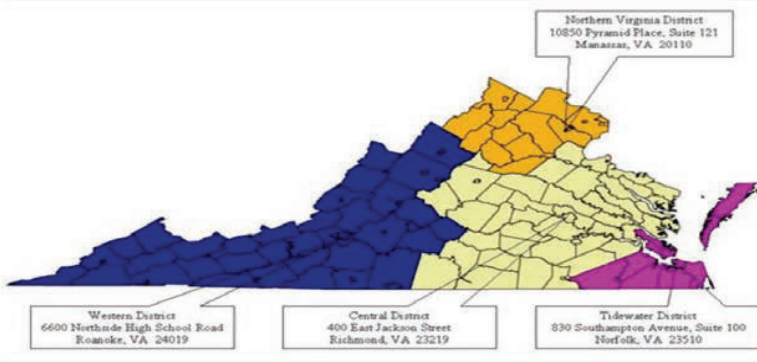 Northern Virginia District
10850 Pyramid Place, Suite 121
Manassas, VA 20110
Western District
6600 Northside High School Road
Roanoke, VA 24019
Central District
400 East Jackson Street
Richmond, VA 23219
Tidewater District
830 Southampton Avenue, Suite 100
Norfolk, VA 23510